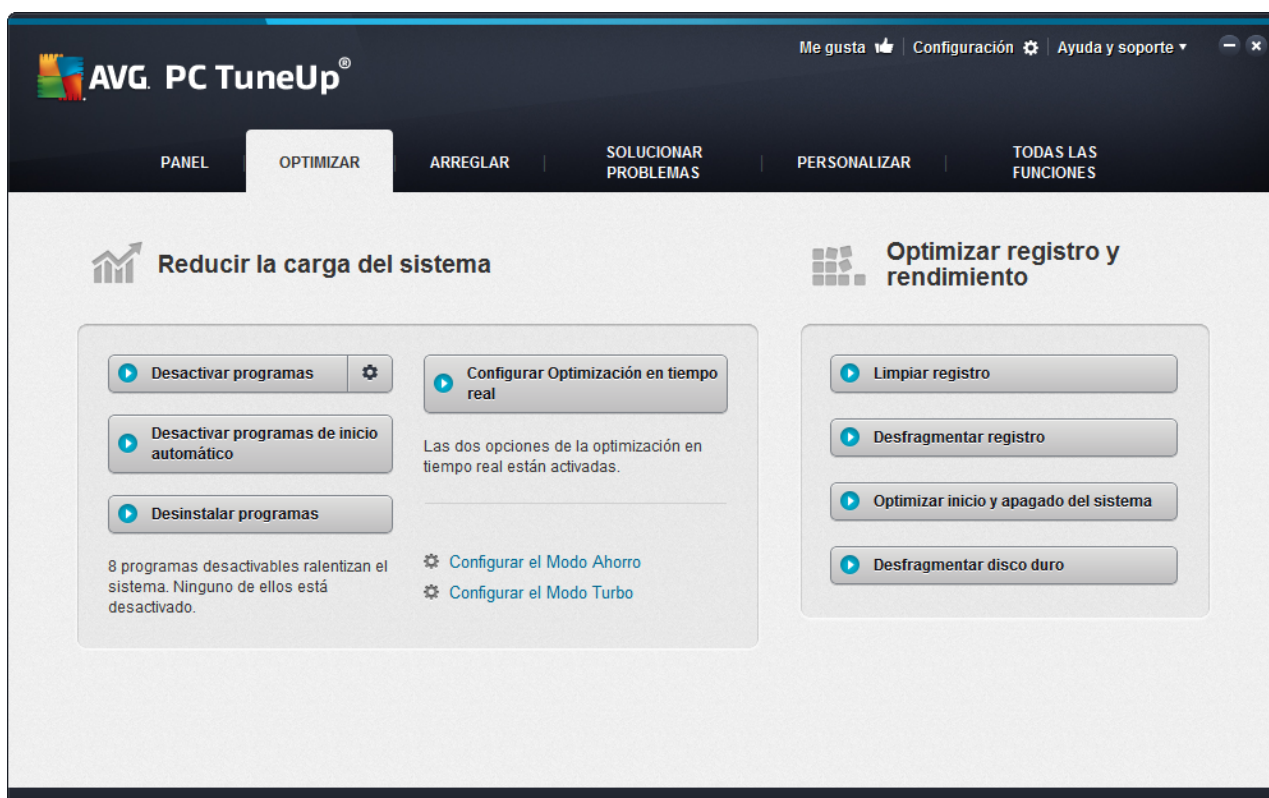 Me gusta
Configuración
Ayuda y soporte
AVG. PC TuneUp®
PANEL
OPTIMIZAR
ARREGLAR
SOLUCIONAR
PROBLEMAS
PERSONALIZAR
TODAS LAS
FUNCIONES
Reducir la carga del sistema
Desactivar programas
Desactivar programas de inicio
automático
Desinstalar programas
8 programas desactivables ralentizan el
sistema. Ninguno de ellos está
desactivado.
Configurar Optimización en tiempo
real
Las dos opciones de la optimización en
tiempo real están activadas.
Configurar el Modo Ahorro
Configurar el Modo Turbo
Optimizar registro y
rendimiento
Limpiar registro
Desfragmentar registro
Optimizar inicio y apagado del sistema
Desfragmentar disco duro